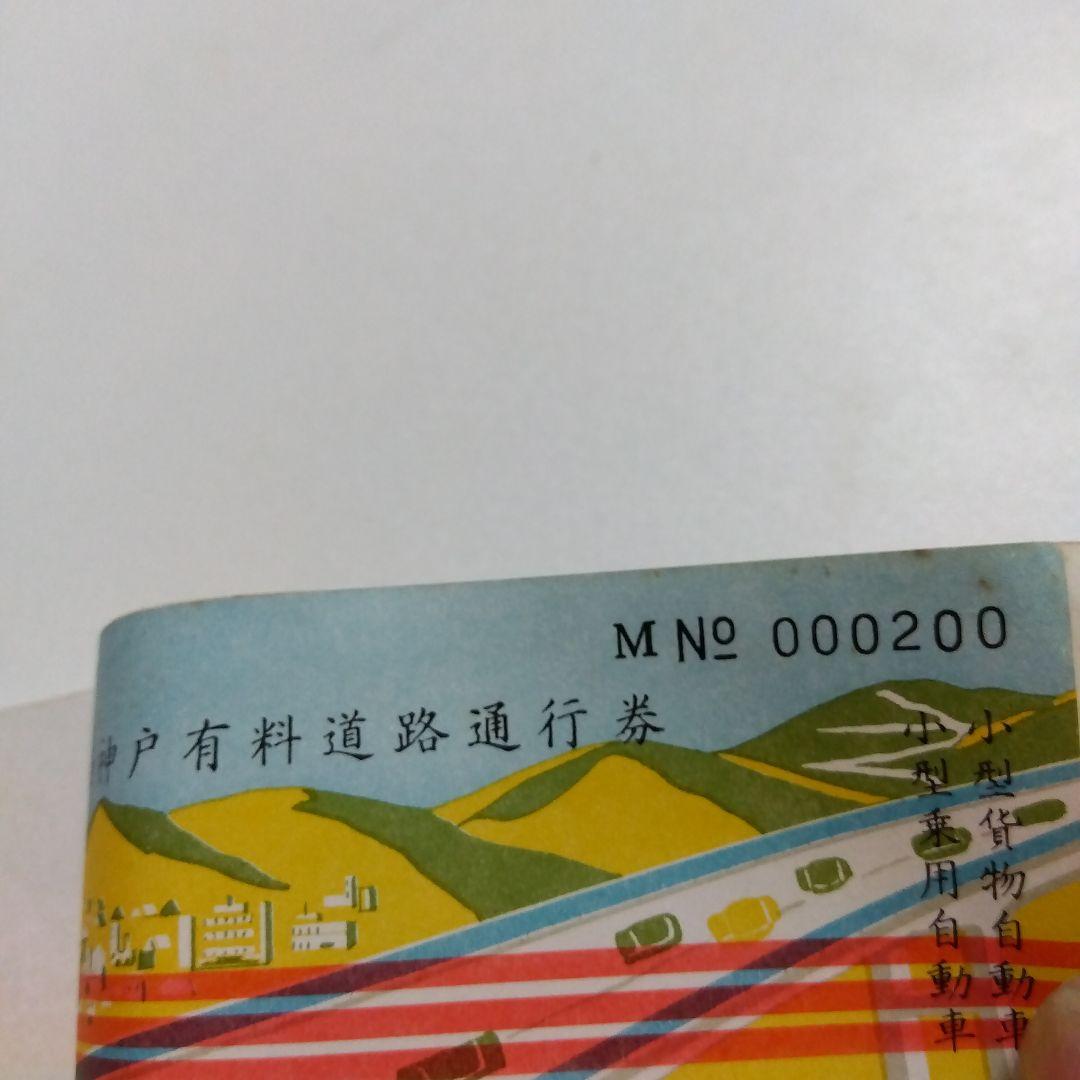 M No 000200
神戸有料道路通行券
小型貨物自動車
小型乗用自動車